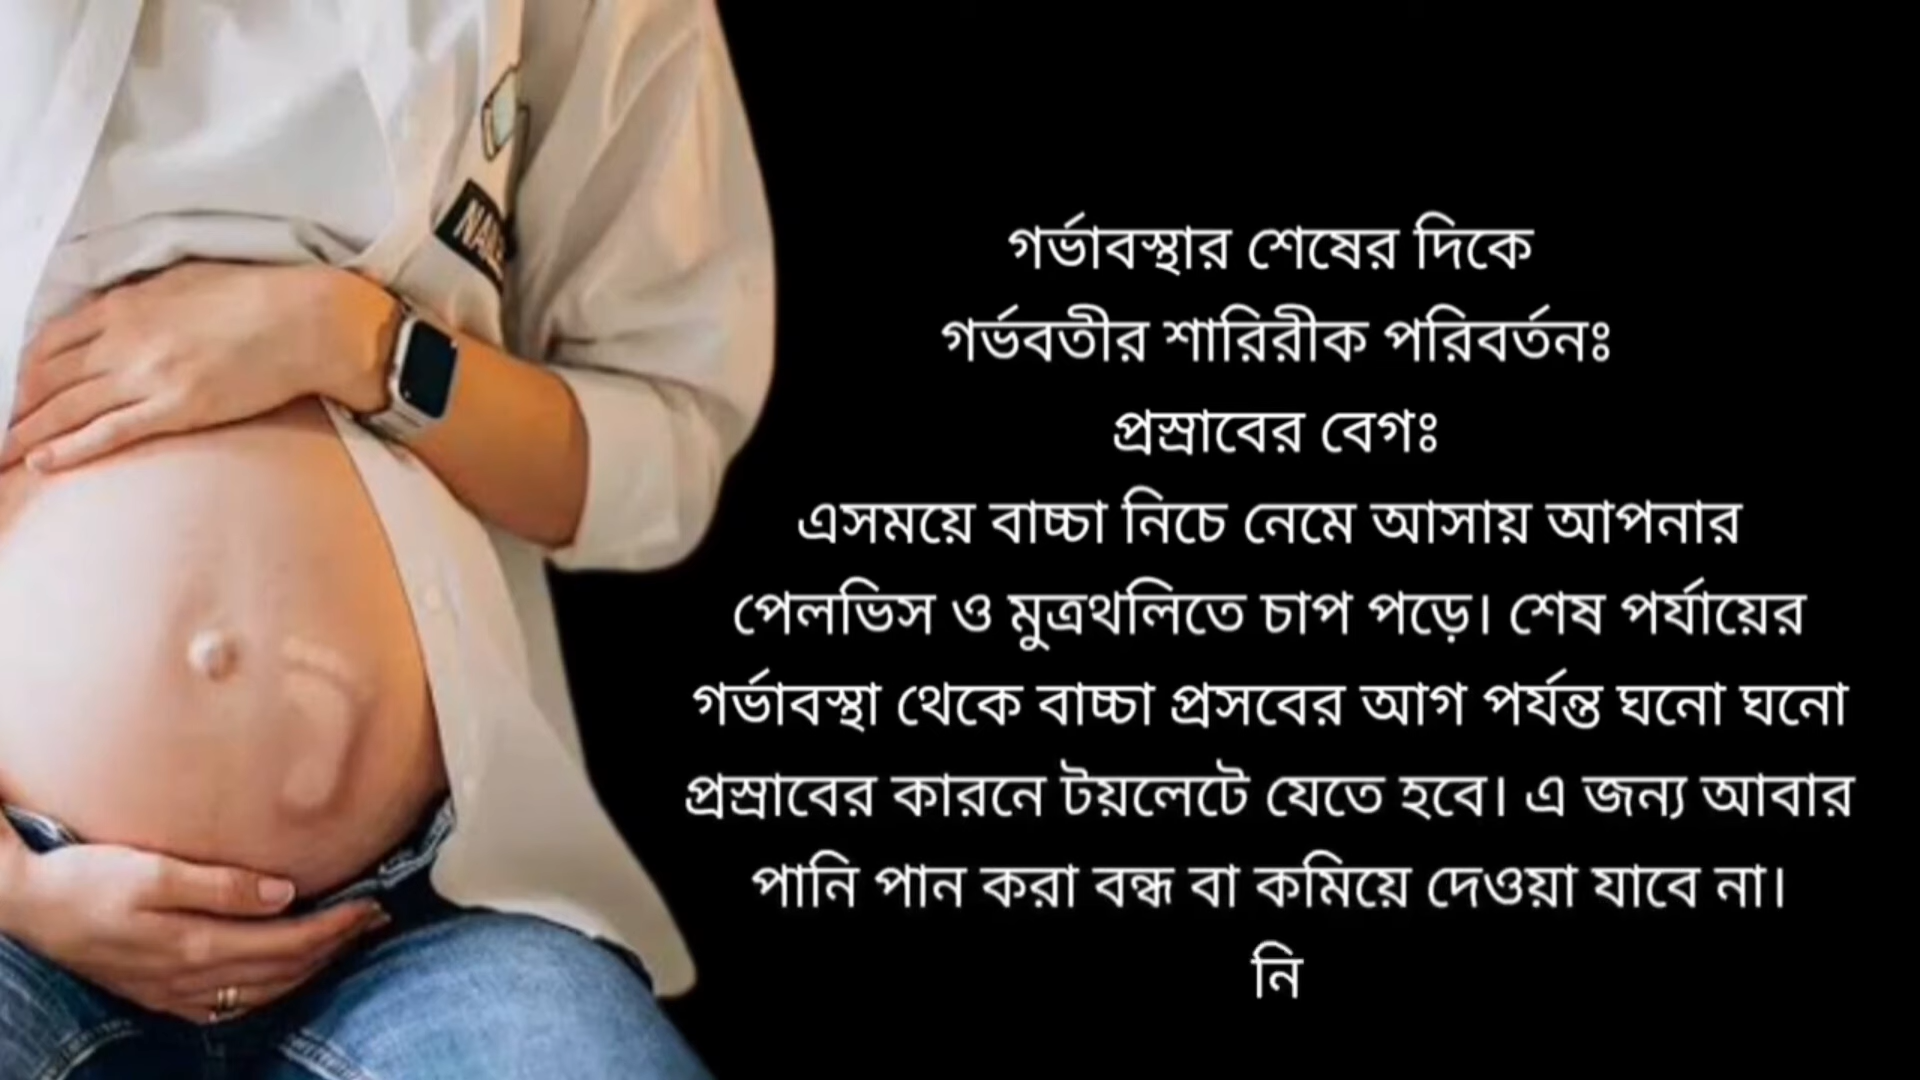 গর্ভাবস্থার শেষের দিকে
গর্ভবতীর শারিরীক পরিবর্তনঃ
প্রস্রাবের বেগঃ
এসময়ে বাচ্চা নিচে নেমে আসায় আপনার
পেলভিস ও মুত্রথলিতে চাপ পড়ে। শেষ পর্যায়ের
গর্ভাবস্থা থেকে বাচ্চা প্রসবের আগ পর্যন্ত ঘনো ঘনো
প্রস্রাবের কারনে টয়লেটে যেতে হবে। এ জন্য আবার
পানি পান করা বন্ধ বা কমিয়ে দেওয়া যাবে না।
নি